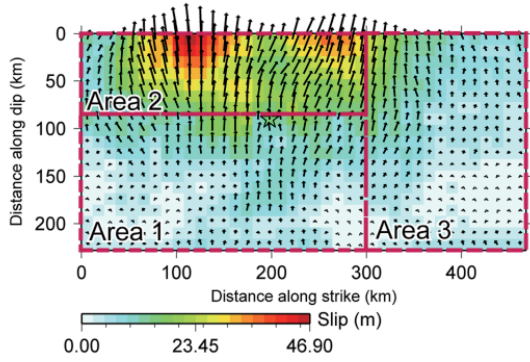 0
50
100
150
200
Distance along dip (km)
Area 2
Area 1
Area 3
0 100 200 300 400
Distance along strike (km)
Slip (m)
0.00 23.45 46.90